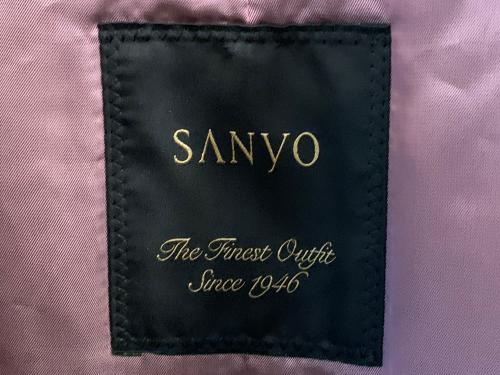 SANYO
The Finest Outfit
Since 1946